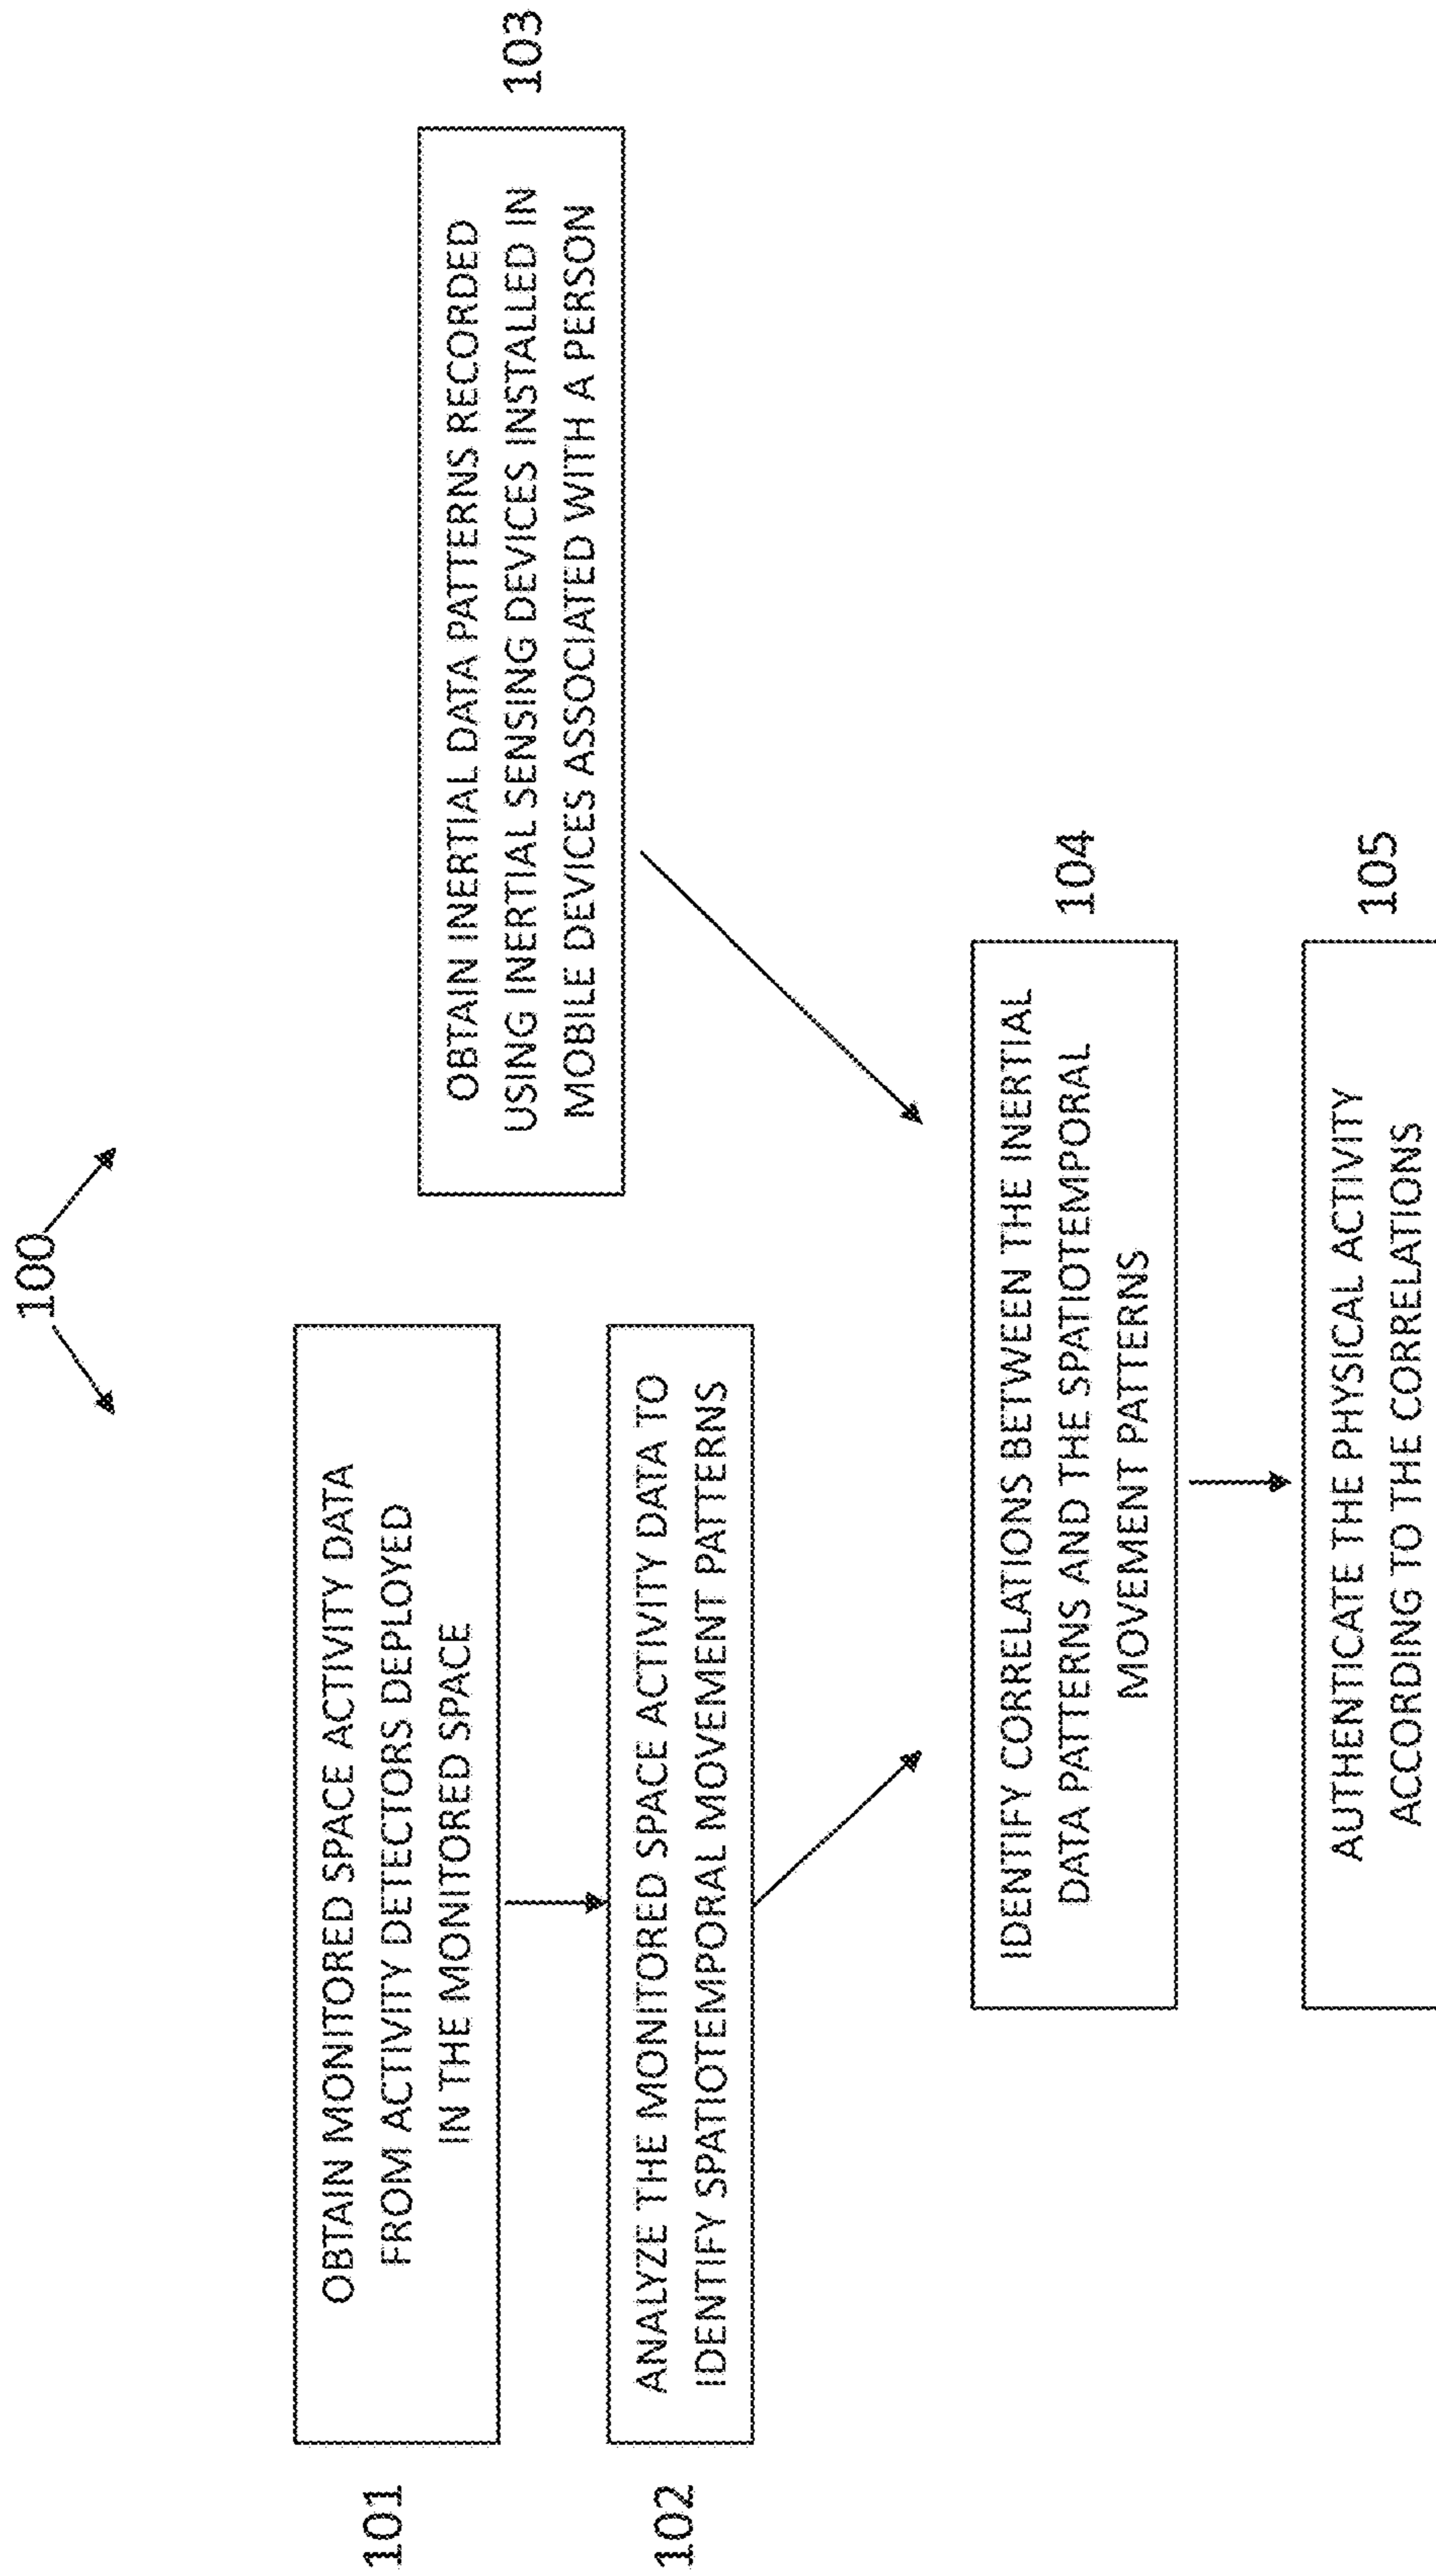 100
101
OBTAIN MONITORED SPACE ACTIVITY DATA
FROM ACTIVITY DETECTORS DEPLOYED
IN THE MONITORED SPACE
102
ANALYZE THE MONITORED SPACE ACTIVITY DATA TO
IDENTIFY SPATIOTEMPORAL MOVEMENT PATTERNS
OBTAIN INERTIAL DATA PATTERNS RECORDED
USING INERTIAL SENSING DEVICES INSTALLED IN
MOBILE DEVICES ASSOCIATED WITH A PERSON
103
IDENTIFY CORRELATIONS BETWEEN THE INERTIAL
DATA PATTERNS AND THE SPATIOTEMPORAL
MOVEMENT PATTERNS
104
AUTHENTICATE THE PHYSICAL ACTIVITY
ACCORDING TO THE CORRELATIONS
105